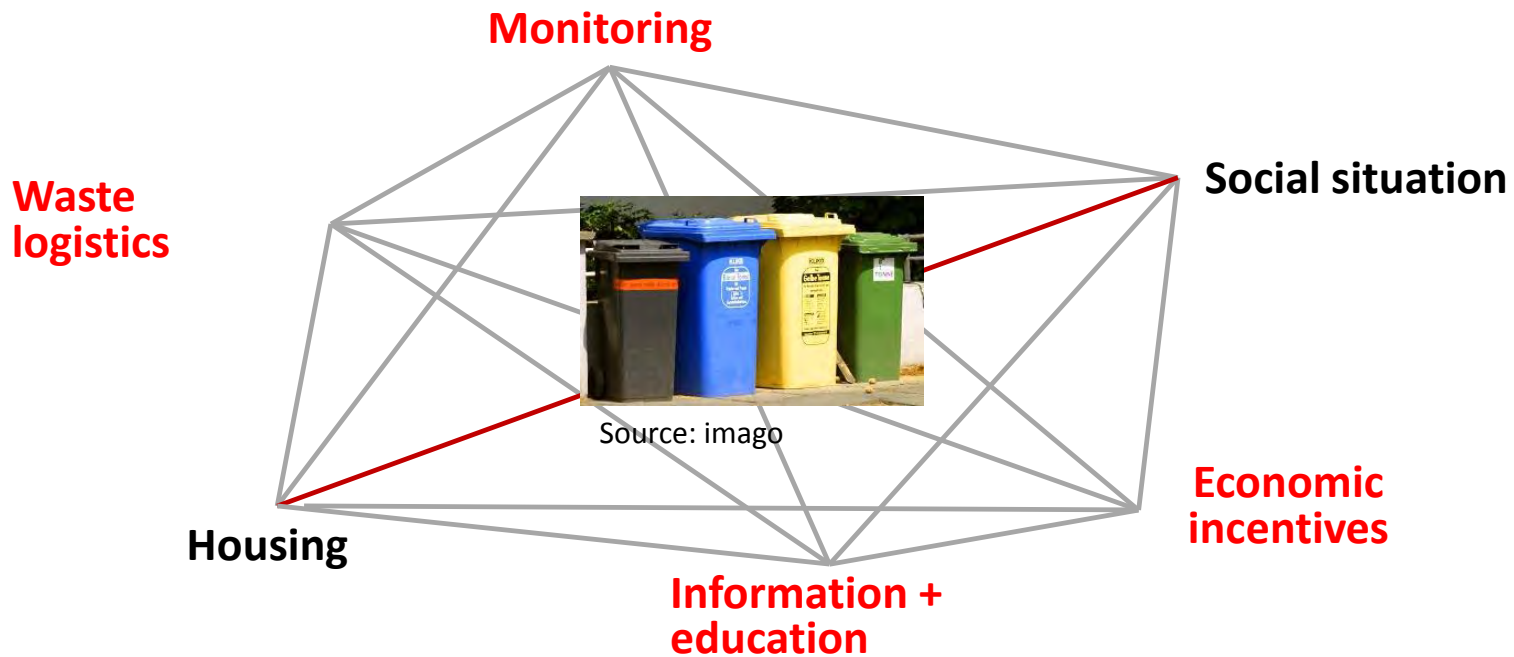 Monitoring
Social situation
Waste
logistics
Source: imago
Economic
incentives
Housing
Information +
education